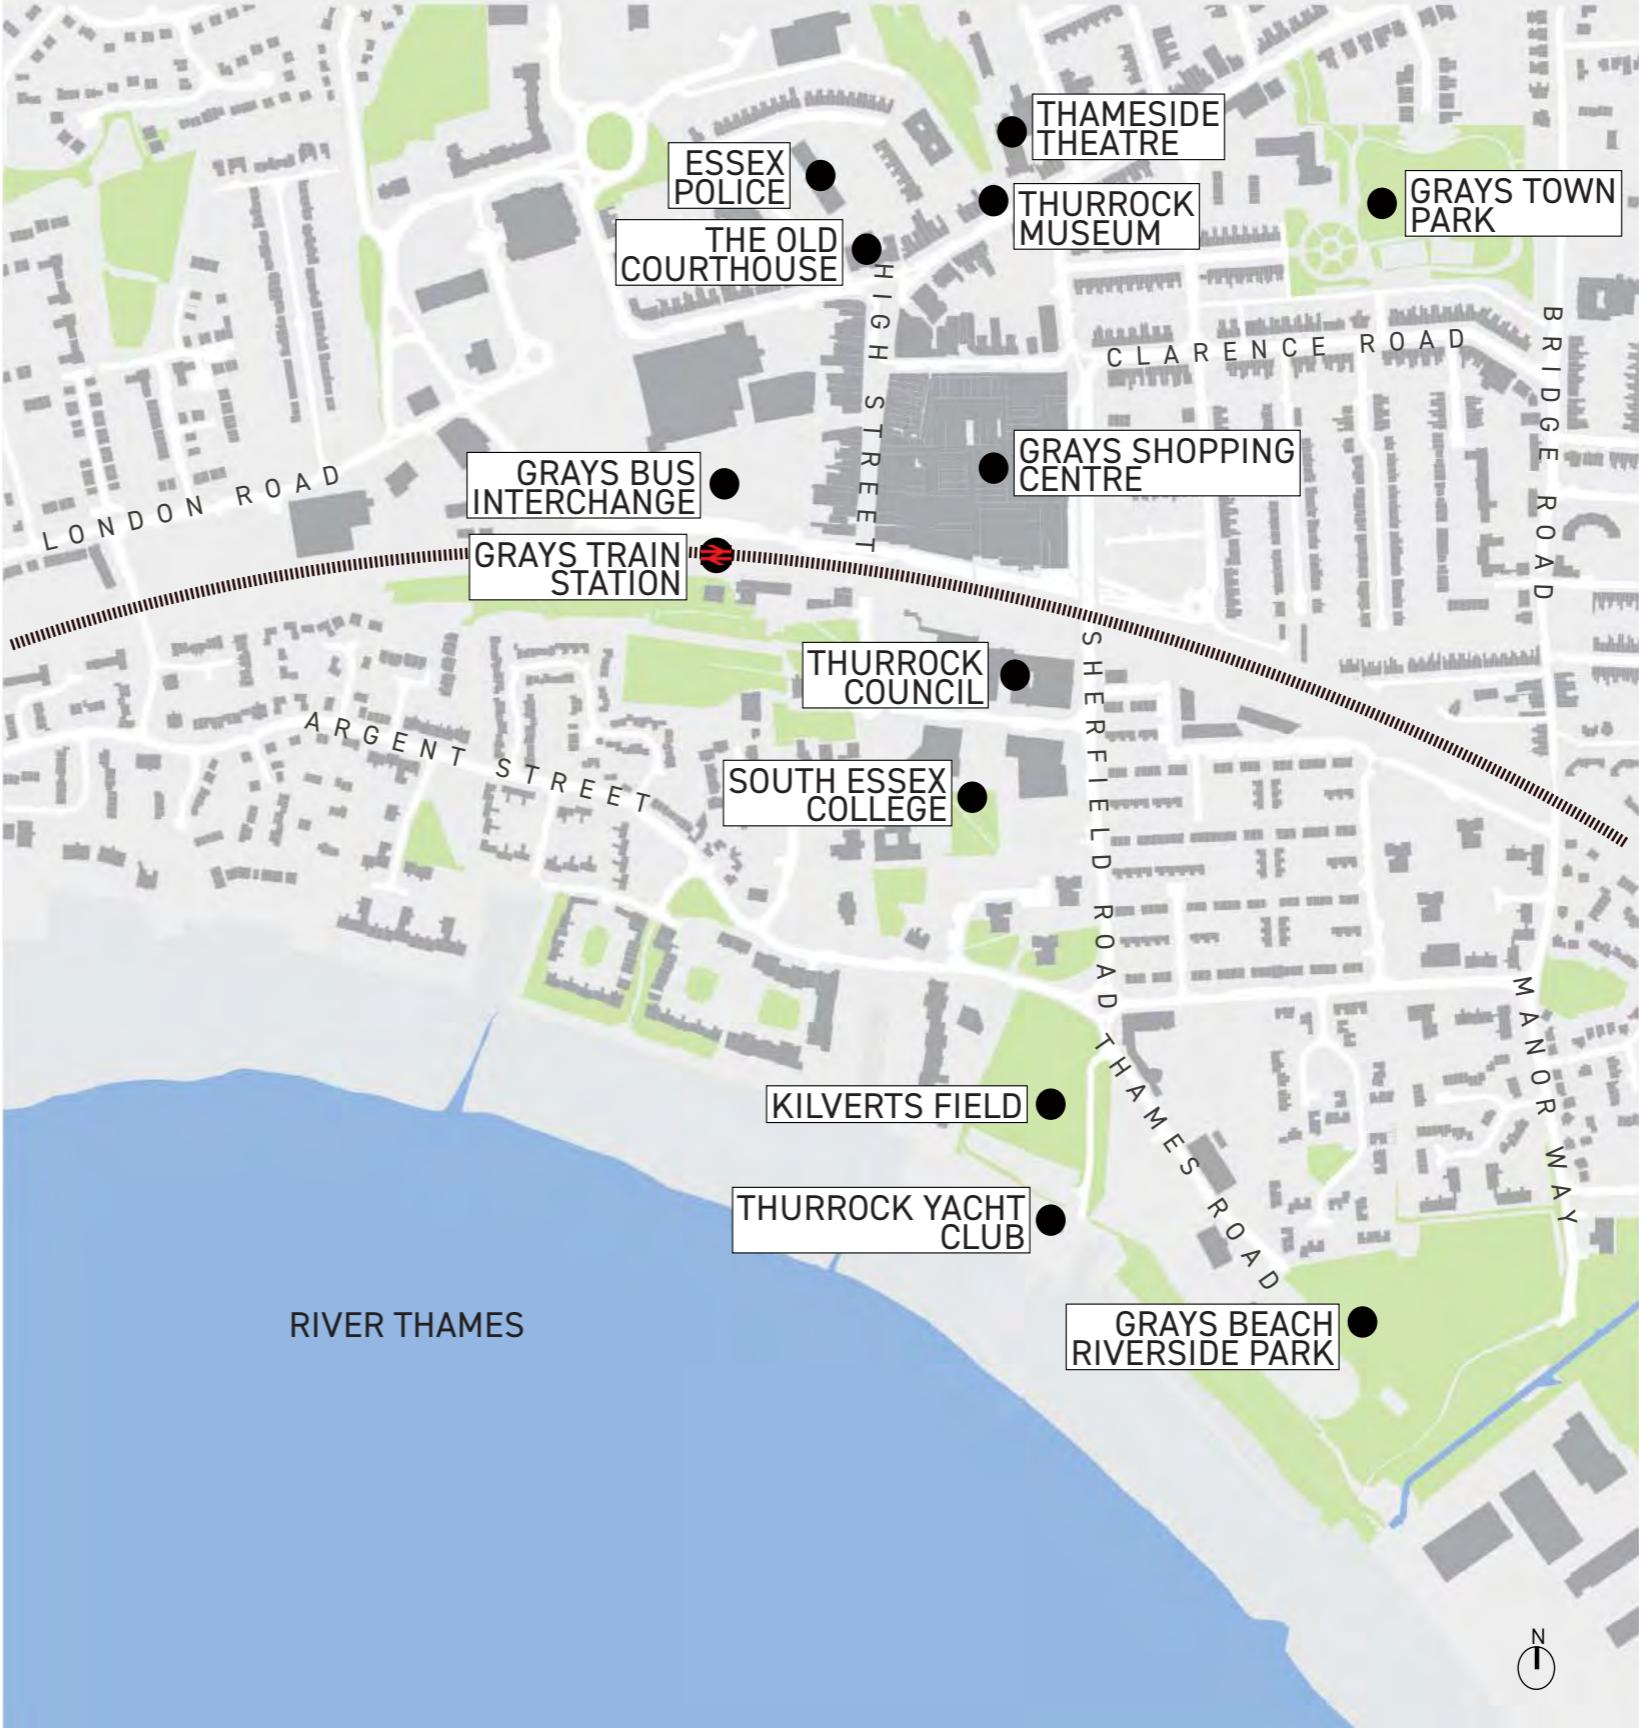 THAMESIDE
THEATRE
ESSEX
POLICE
GRAYS TOWN
PARK
THURROCK
MUSEUM
THE OLD
COURTHOUSE
HIGH STREET
CLARENCE ROAD
BRIDGE ROAD
GRAYS SHOPPING
CENTRE
GRAYS BUS
INTERCHANGE
LONDON ROAD
GRAYS TRAIN
STATION
THURROCK
COUNCIL
SHERFIELD ROAD
ARGENT STREET
SOUTH ESSEX
COLLEGE
MANOR WAY
THAMES ROAD
KILVERTS FIELD
THURROCK YACHT
CLUB
RIVER THAMES
GRAYS BEACH
RIVERSIDE PARK
N